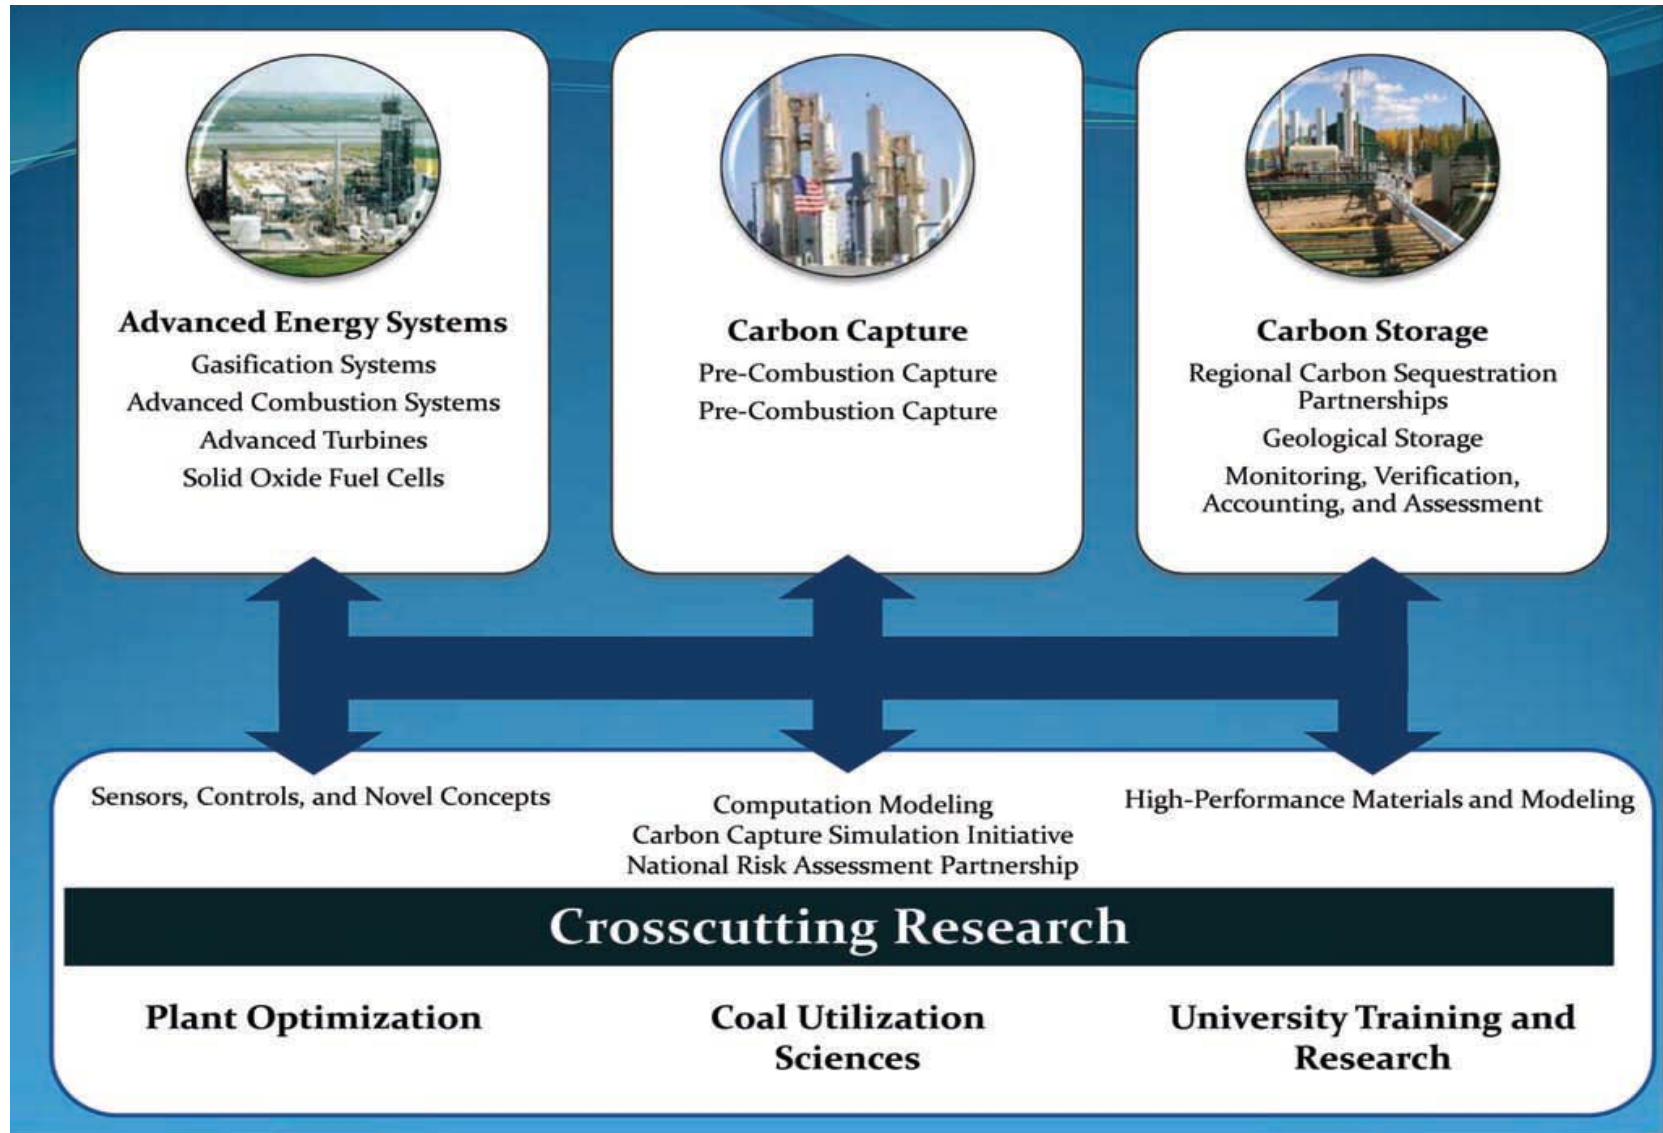 Advanced Energy Systems
Gasification Systems
Advanced Combustion Systems
Advanced Turbines
Solid Oxide Fuel Cells
Carbon Capture
Pre-Combustion Capture
Pre-Combustion Capture
Carbon Storage
Regional Carbon Sequestration
Partnerships
Geological Storage
Monitoring, Verification,
Accounting, and Assessment
Sensors, Controls, and Novel Concepts
Computation Modeling
Carbon Capture Simulation Initiative
National Risk Assessment Partnership
High-Performance Materials and Modeling
Crosscutting Research
Plant Optimization
Coal Utilization
Sciences
University Training and
Research